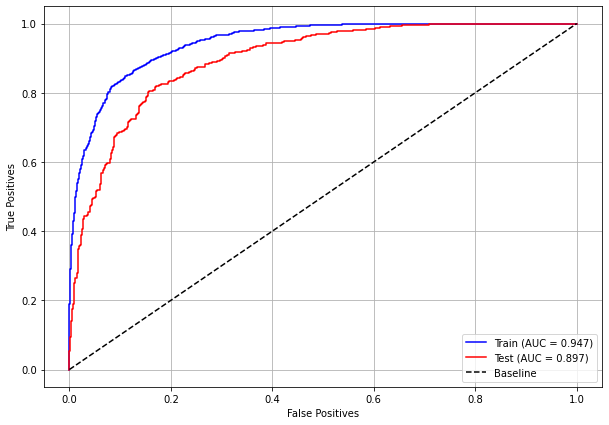 1.0
0.8
0.6
0.4
0.2
0.0
True Positives
0.0 0.2 0.4 0.6 0.8 1.0
False Positives
Train (AUC = 0.947)
Test (AUC = 0.897)
Baseline